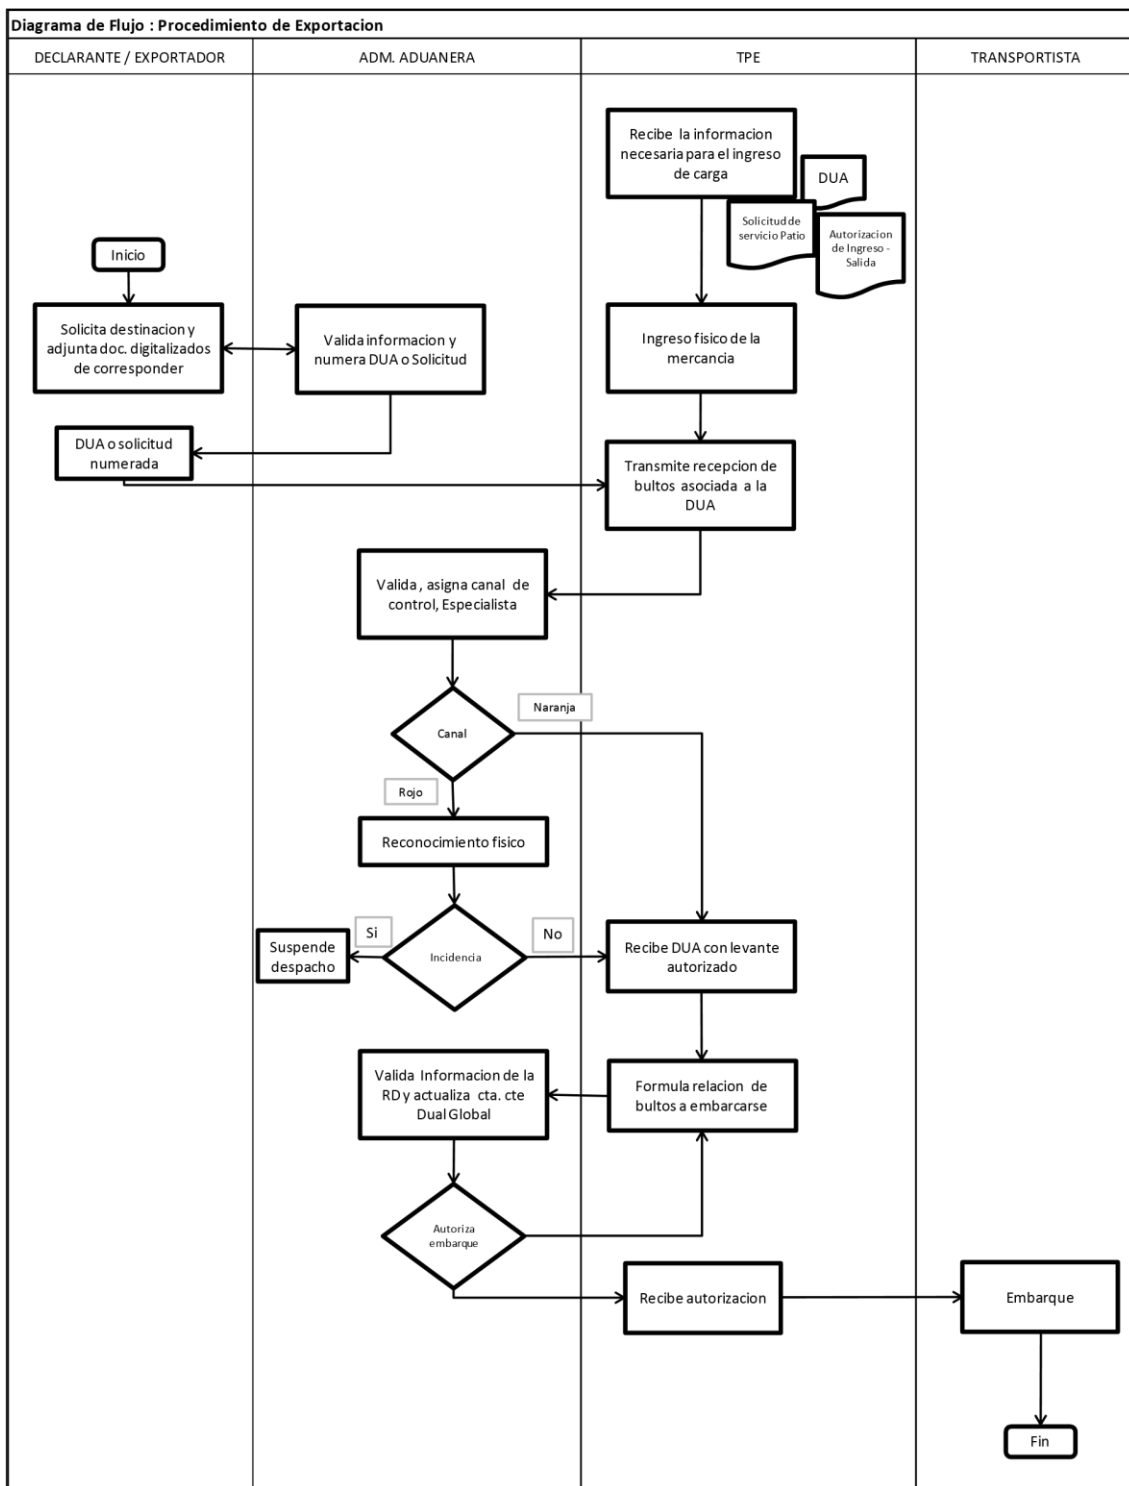 Diagrama de Flujo : Procedimiento de Exportacion
DECLARANTE / EXPORTADOR
ADM. ADUANERA
TPE
TRANSPORTISTA
Recibe la informacion
necesaria para el ingreso
de carga
DUA
Solicitud de
servicio Patio
Autorizacion
de Ingreso -
Salida
Inicio
Solicita destinacion y
adjunta doc. digitalizados
de corresponder
Valida informacion y
numera DUA o Solicitud
Ingreso fisico de la
mercancia
DUA o solicitud
numerada
Transmite recepcion de
bultos asociada a la
DUA
Valida , asigna canal de
control, Especialista
Canal
Naranja
Rojo
Reconocimiento fisico
Suspende
despacho
Si
Incidencia
No
Recibe DUA con levante
autorizado
Valida Informacion de la
RD y actualiza cta. cte
Dual Global
Formula relacion de
bultos a embarcarse
Autoriza
embarque
Recibe autorizacion
Embarque
Fin